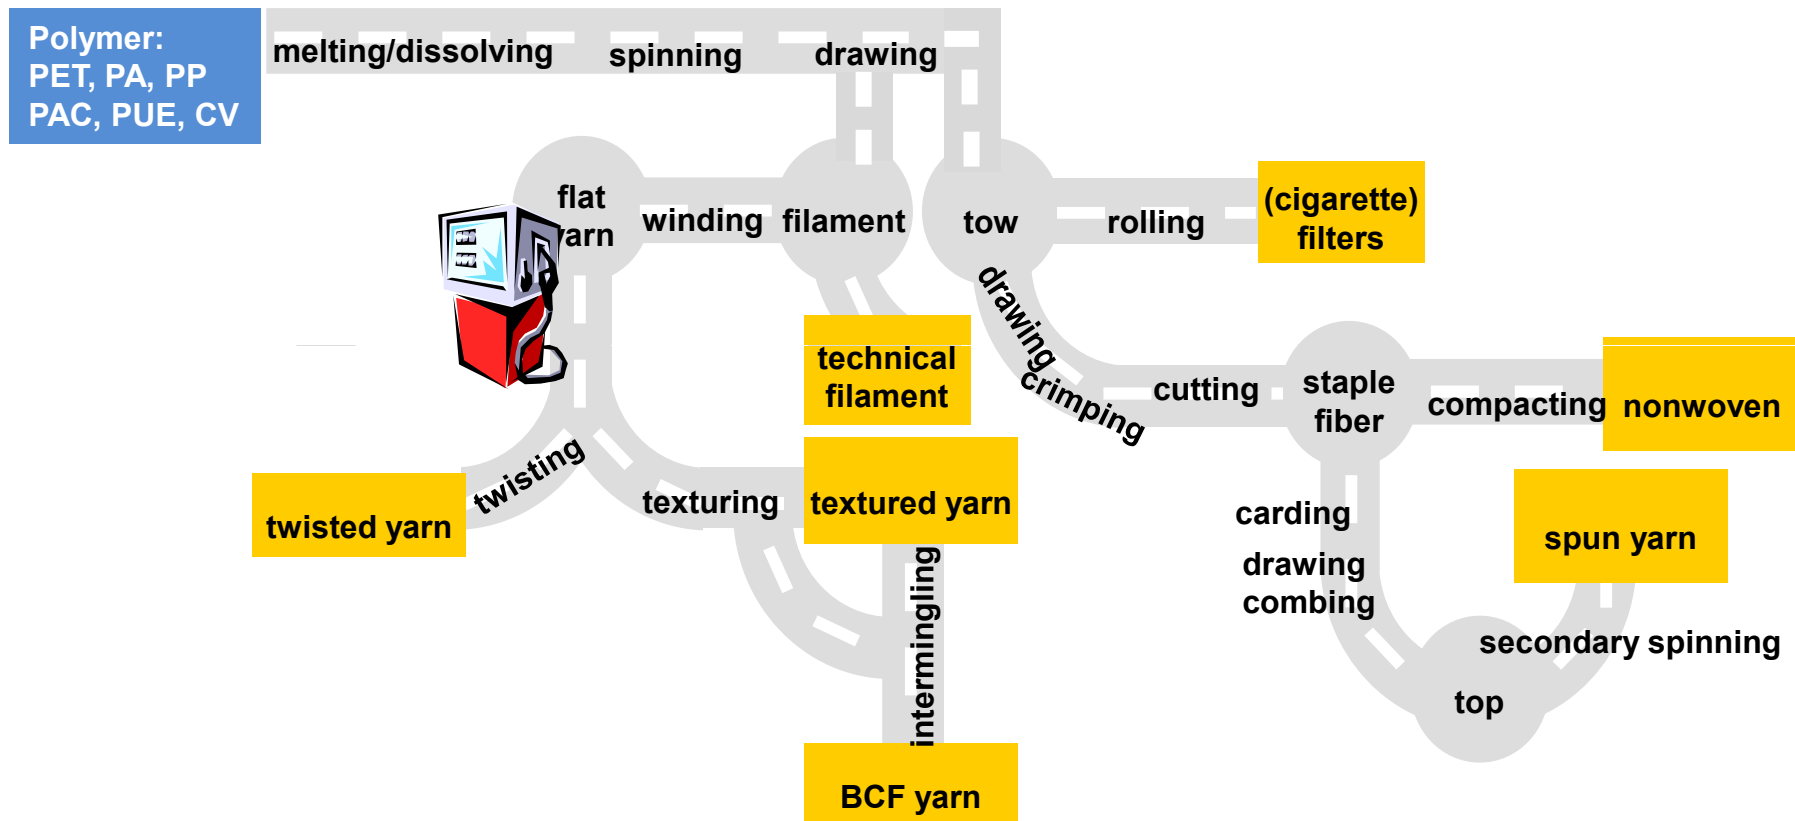 Polymer:
PET, PA, PP
PAC, PUE, CV
melting/dissolving
spinning
drawing
flat
yarn
winding
filament
tow
rolling
(cigarette)
filters
drawing
crimping
technical
filament
cutting
staple
fiber
compacting
nonwoven
twisting
twisted yarn
texturing
textured yarn
intermingling
carding
drawing
combing
spun yarn
secondary spinning
top
BCF yarn